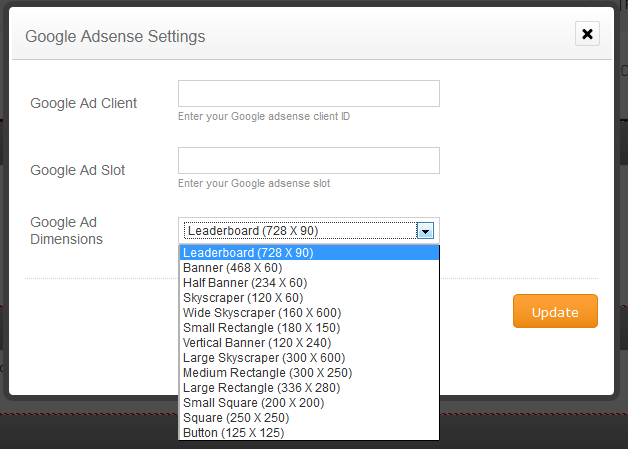 Google Adsense Settings
Google Ad Client
Enter your Google adsense client ID
Google Ad Slot
Enter your Google adsense slot
Google Ad
Dimensions
Leaderboard (728 X 90)
Leaderboard (728 X 90)
Banner (468 X 60)
Half Banner (234 X 60)
Skyscraper (120 X 60)
Wide Skyscraper (160 X 600)
Small Rectangle (180 X 150)
Vertical Banner (120 X 240)
Large Skyscraper (300 X 600)
Medium Rectangle (300 X 250)
Large Rectangle (336 X 280)
Small Square (200 X 200)
Square (250 X 250)
Button (125 X 125)
Update